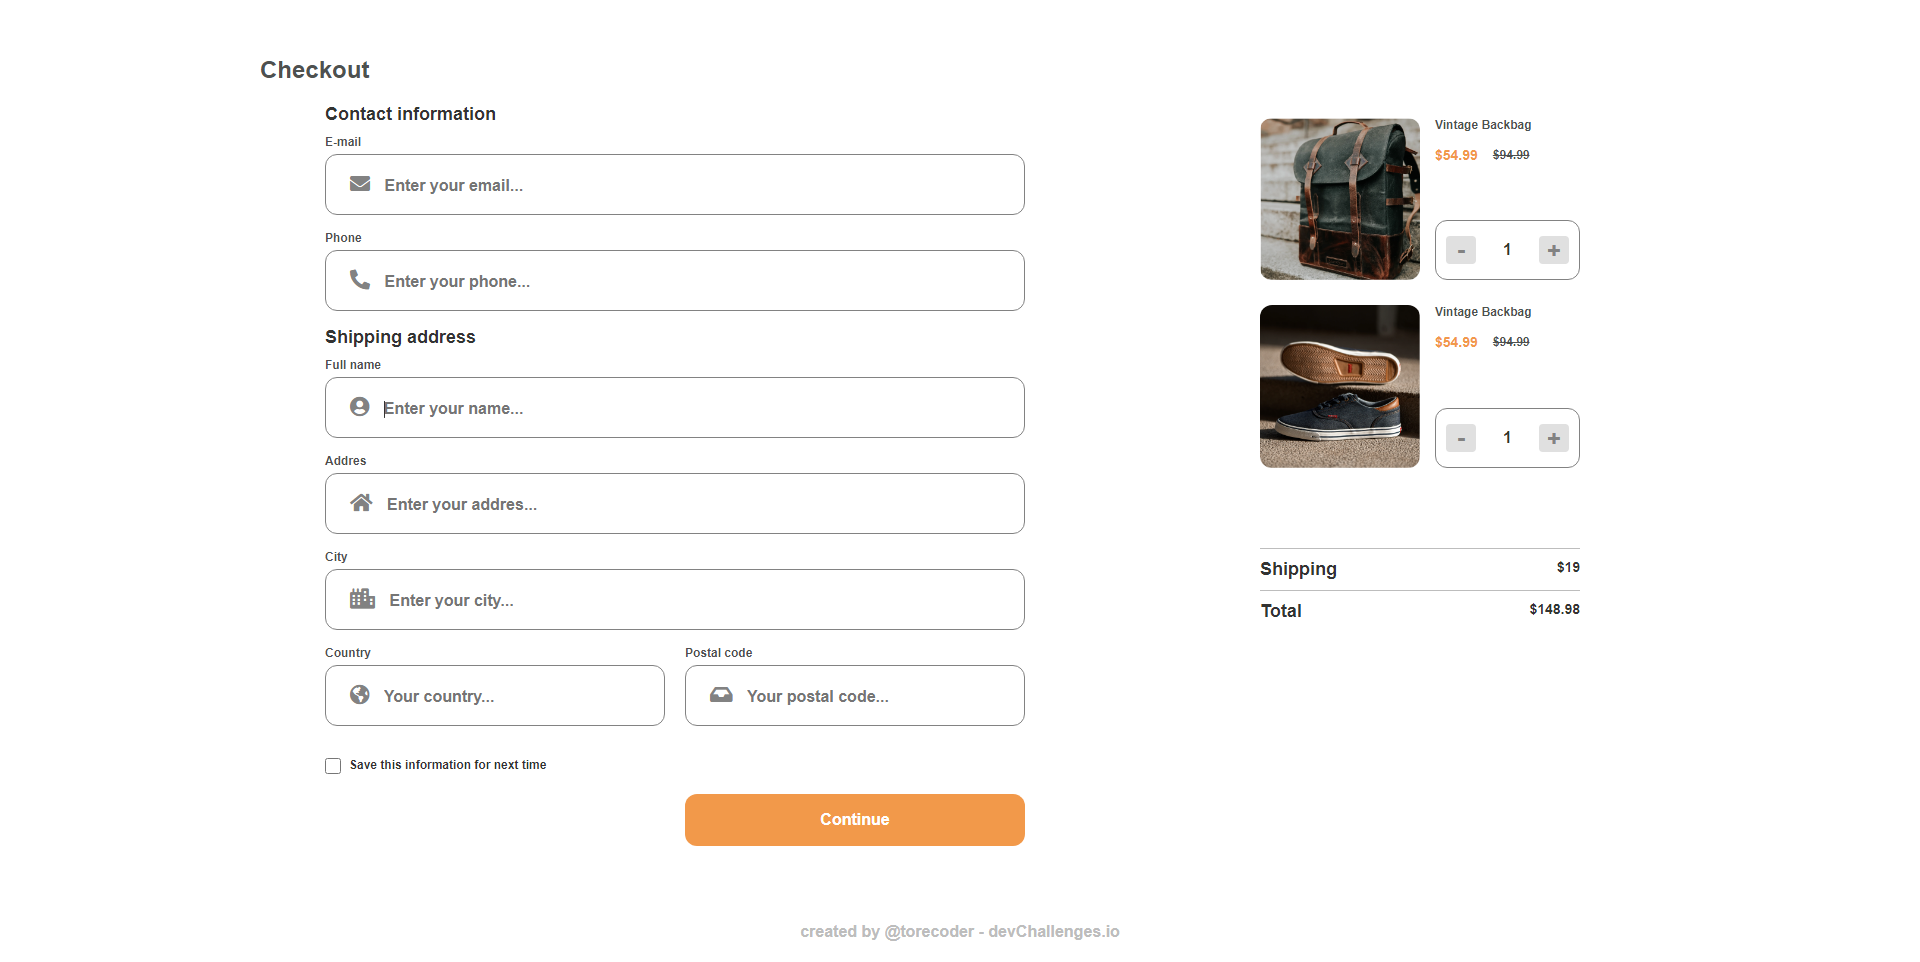 Checkout
Contact information
E-mail
Enter your email...
Phone
Enter your phone...
Shipping address
Full name
Enter your name...
Addres
Enter your addres...
City
Enter your city...
Country
Postal code
Your country...
Your postal code...
Save this information for next time
Continue
Vintage Backbag
$54.99 $94.99
- 1 +
Vintage Backbag
$54.99 $94.99
- 1 +
Shipping $19
Total $148.98
created by @torecoder - devChallenges.io